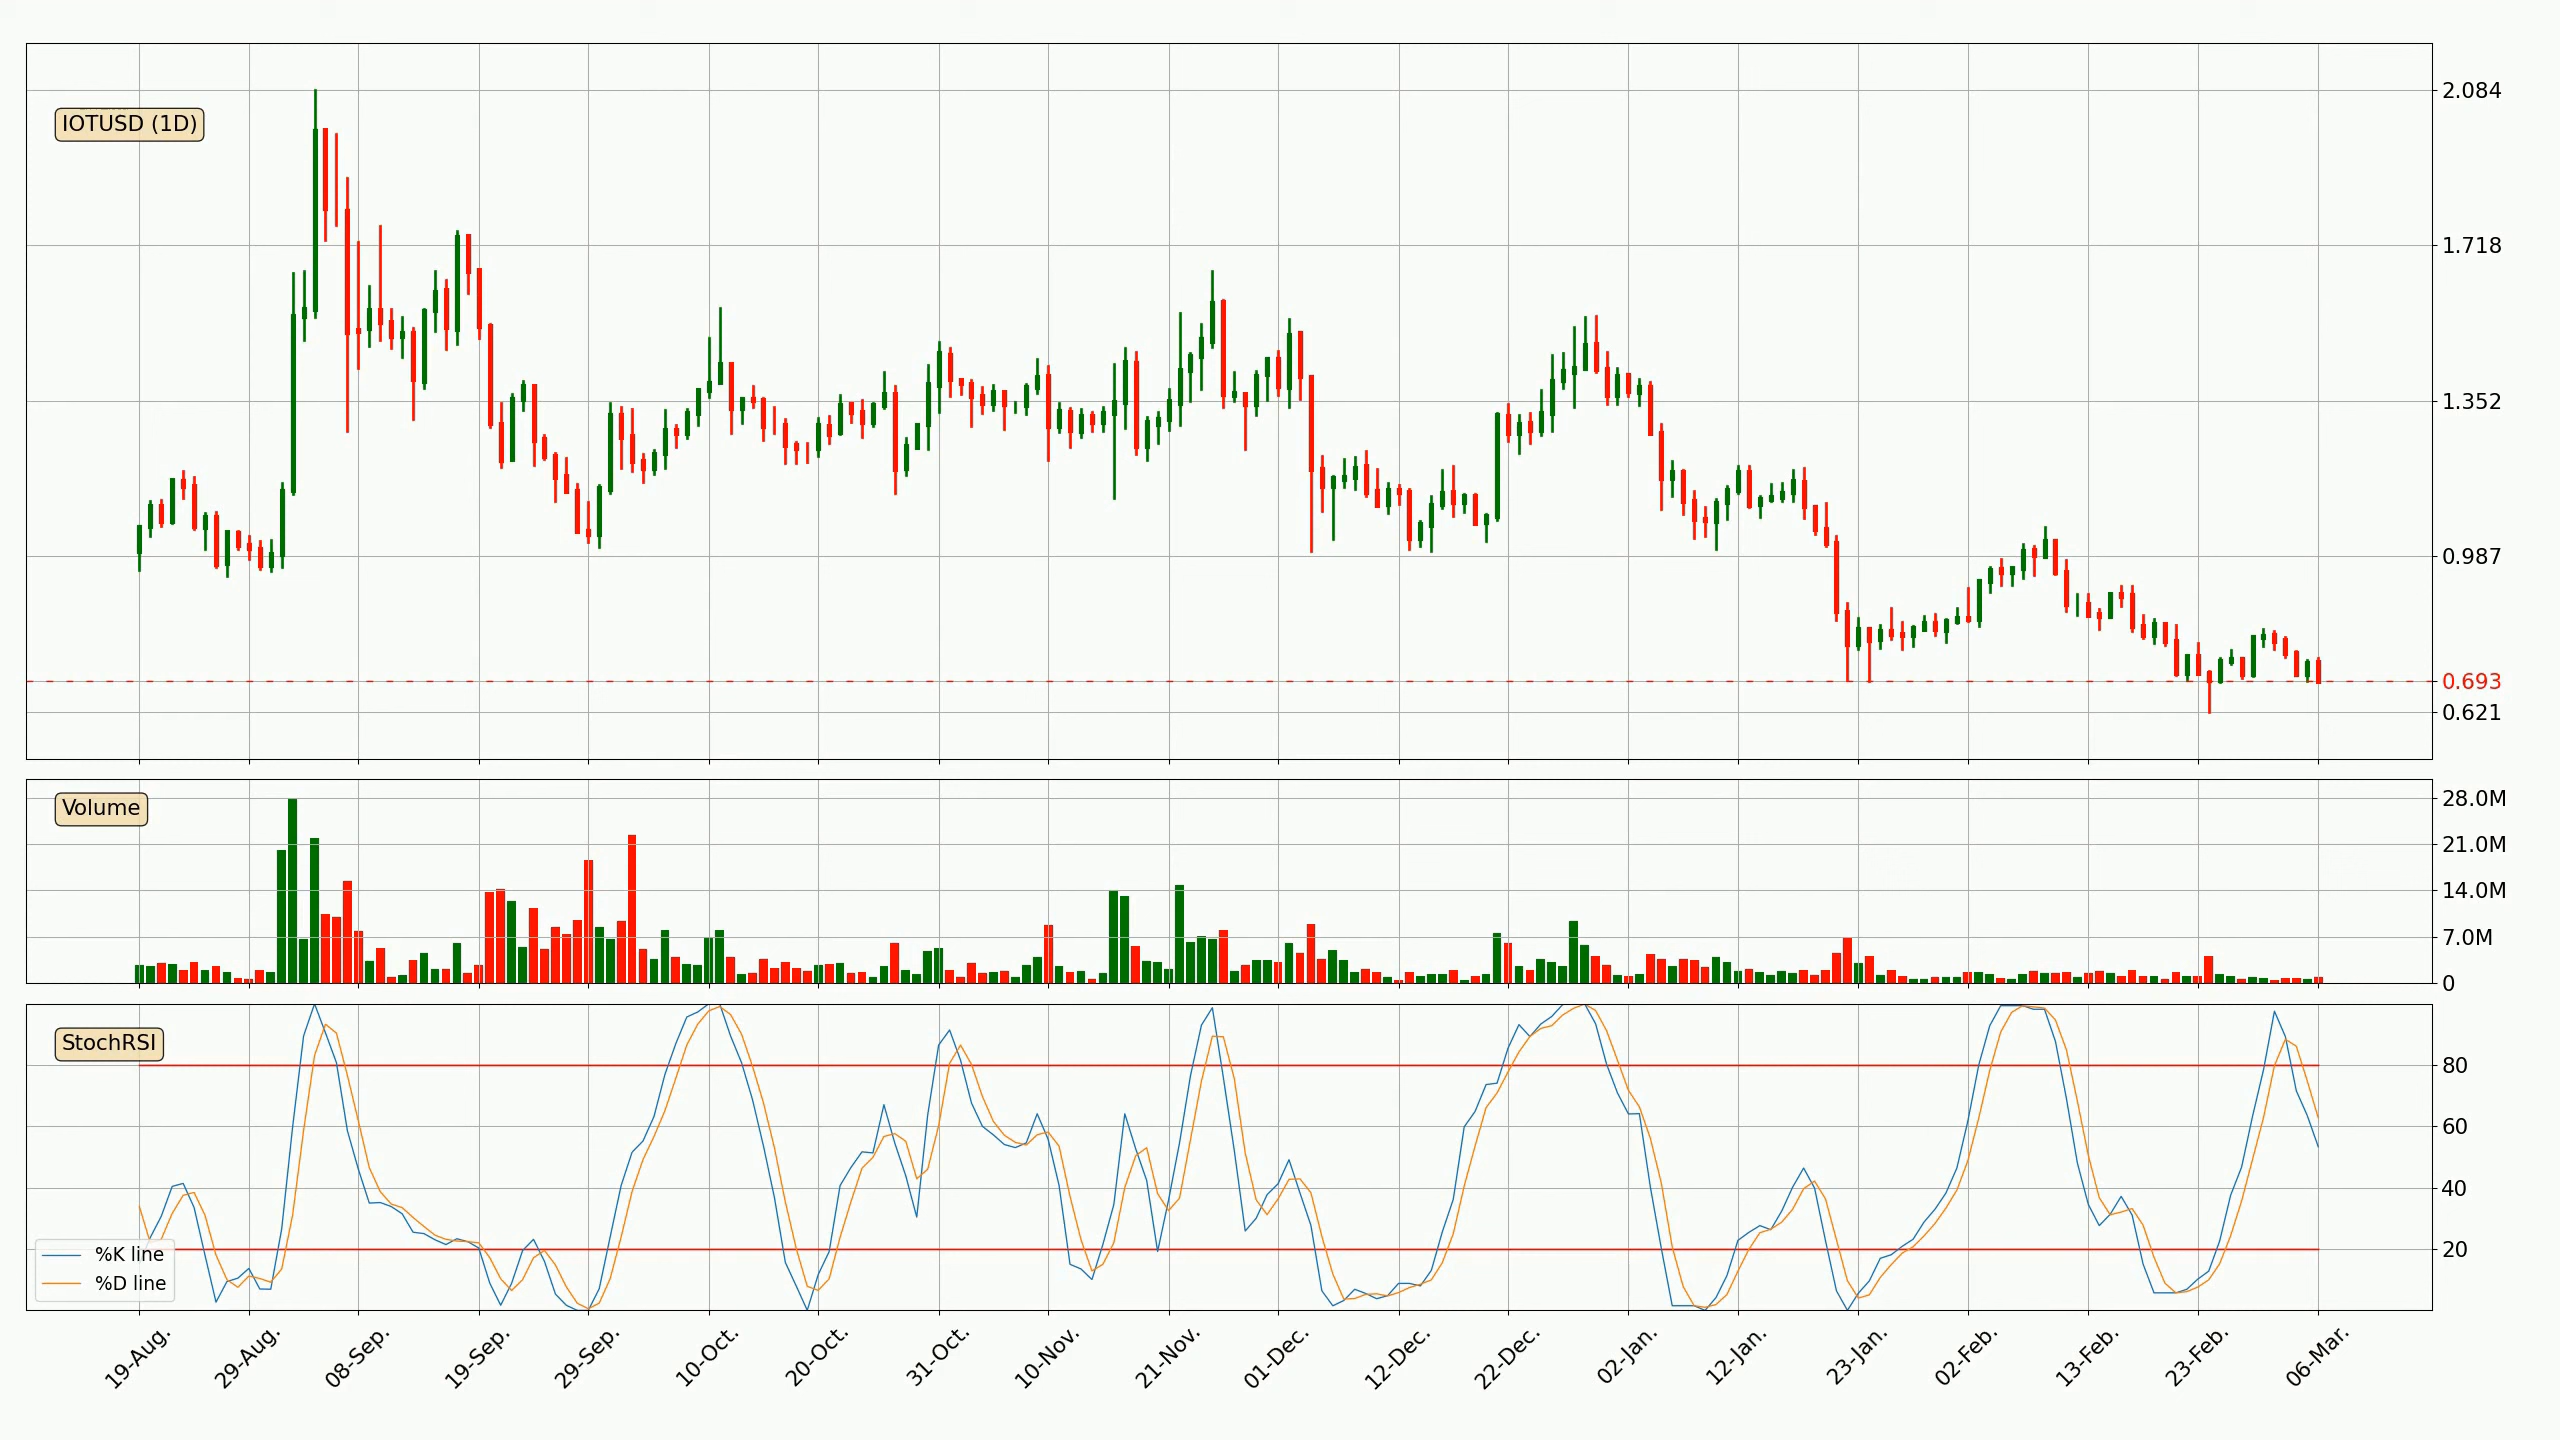 IOTUSD (1D)
2.084
1.718
1.352
0.987
0.693
0.621
Volume
28.0M
21.0M
14.0M
7.0M
0
StochRSI
80
60
40
20
%K line
%D line
19-Aug.
29-Aug.
08-Sep.
19-Sep.
29-Sep.
10-Oct.
20-Oct.
31-Oct.
10-Nov.
21-Nov.
01-Dec.
12-Dec.
22-Dec.
02-Jan.
12-Jan.
23-Jan.
02-Feb.
13-Feb.
23-Feb.
06-Mar.